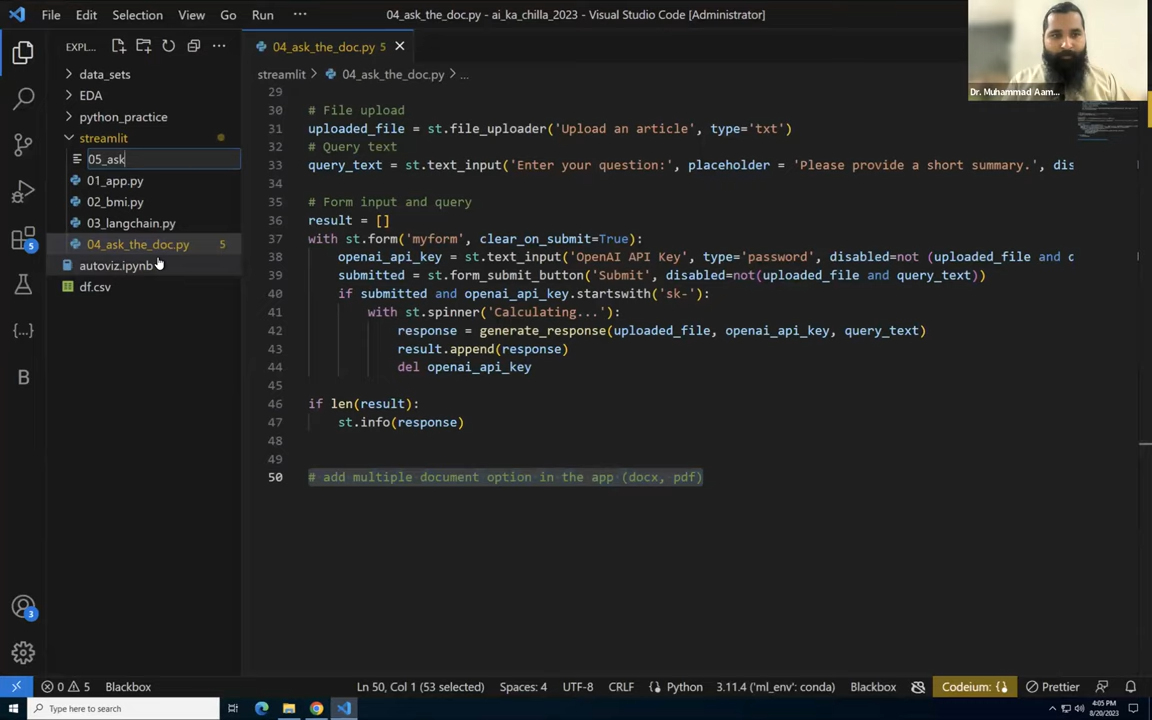 File Edit Selection View Go Run ··· 04_ask_the_doc.py - ai_ka_chilla_2023 - Visual Studio Code [Administrator]
EXPL... ···
04_ask_the_doc.py 5
streamlit > 04_ask_the_doc.py > ...
data_sets
EDA
python_practice
streamlit
05_ask
01_app.py
02_bmi.py
03_langchain.py
04_ask_the_doc.py 5
autoviz.ipynb
df.csv
29
30 # File upload
31 uploaded_file = st.file_uploader('Upload an article', type='txt')
32 # Query text
33 query_text = st.text_input('Enter your question:', placeholder = 'Please provide a short summary.', dis
34
35 # Form input and query
36 result = []
37 with st.form('myform', clear_on_submit=True):
38 openai_api_key = st.text_input('OpenAI API Key', type='password', disabled=not (uploaded_file and q
39 submitted = st.form_submit_button('Submit', disabled=not(uploaded_file and query_text))
40 if submitted and openai_api_key.startswith('sk-'):
41 with st.spinner('Calculating...'):
42 response = generate_response(uploaded_file, openai_api_key, query_text)
43 result.append(response)
44 del openai_api_key
45
46 if len(result):
47 st.info(response)
48
49
50 # add multiple document option in the app (docx, pdf)
Dr. Muhammad Aam...
5
{...}
B
3
0 5 Blackbox Ln 50, Col 1 (53 selected) Spaces: 4 UTF-8 CRLF Python 3.11.4 ('ml_env': conda) Blackbox Codeium: {} Prettier
Type here to search
4:05 PM
8/20/2023